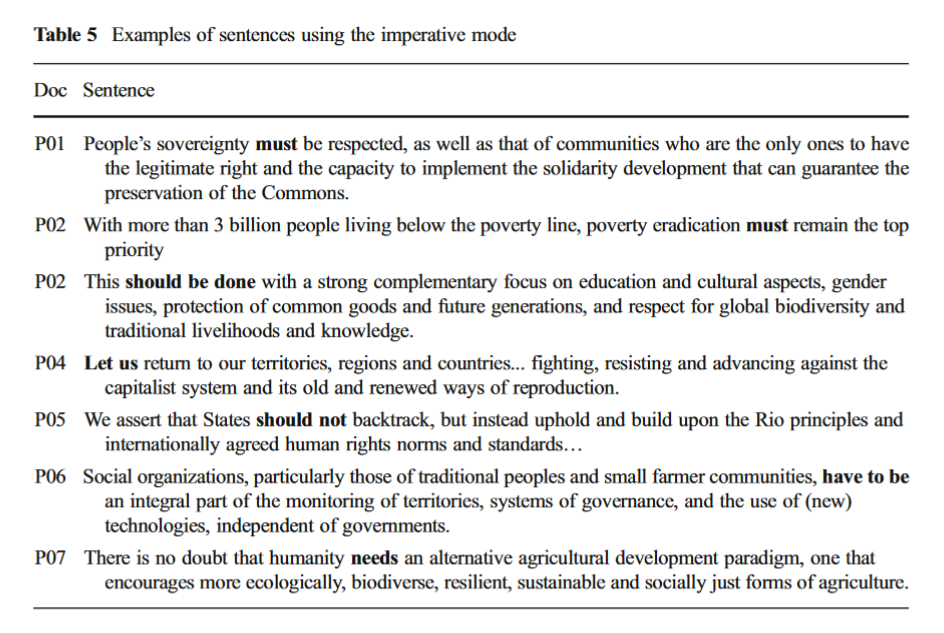 Table 5 Examples of sentences using the imperative mode
Doc Sentence
P01 People's sovereignty must be respected, as well as that of communities who are the only ones to have
the legitimate right and the capacity to implement the solidarity development that can guarantee the
preservation of the Commons.
P02 With more than 3 billion people living below the poverty line, poverty eradication must remain the top
priority
P02 This should be done with a strong complementary focus on education and cultural aspects, gender
issues, protection of common goods and future generations, and respect for global biodiversity and
traditional livelihoods and knowledge.
P04 Let us return to our territories, regions and countries... fighting, resisting and advancing against the
capitalist system and its old and renewed ways of reproduction.
P05 We assert that States should not backtrack, but instead uphold and build upon the Rio principles and
internationally agreed human rights norms and standards…
P06 Social organizations, particularly those of traditional peoples and small farmer communities, have to be
an integral part of the monitoring of territories, systems of governance, and the use of (new)
technologies, independent of governments.
P07 There is no doubt that humanity needs an alternative agricultural development paradigm, one that
encourages more ecologically, biodiverse, resilient, sustainable and socially just forms of agriculture.